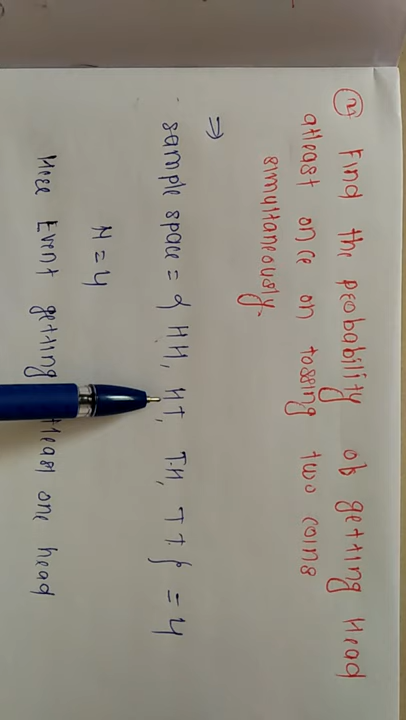 ② Find the probability of getting Head
atleast once on tossing two coins
simultaneously.
⇒
sample space = { HH, HT, TH, TT } = 4
N = 4
Here Event getting atleast one head